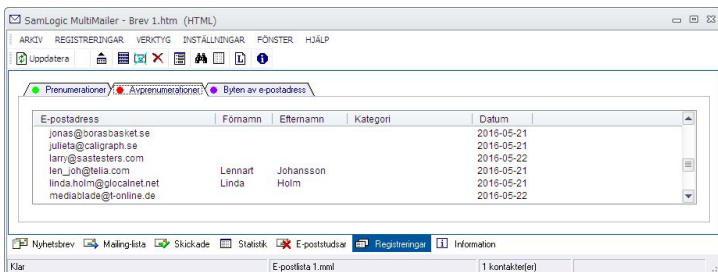 SamLogic MultiMailer - Brev 1.htm (HTML)
ARKIV REGISTRERINGAR VERKTYG INSTÄLLNINGAR FÖNSTER HJÄLP
Uppdatera L
Prenumerationer Avprenumerationer Byten av e-postadress
E-postadress Förnamn Efternamn Kategori Datum
jonas@borasbasket.se 2016-05-21
julieta@caligraph.se 2016-05-21
larry@sastesters.com 2016-05-22
len_joh@telia.com Lennart Johansson 2016-05-21
linda.holm@glocalnet.net Linda Holm 2016-05-21
mediablade@t-online.de 2016-05-22
Nyhetsbrev Mailing-lista Skickade Statistik E-poststudsar Registreringar Information
Klar E-postlista 1.mml 1 kontakter(er)